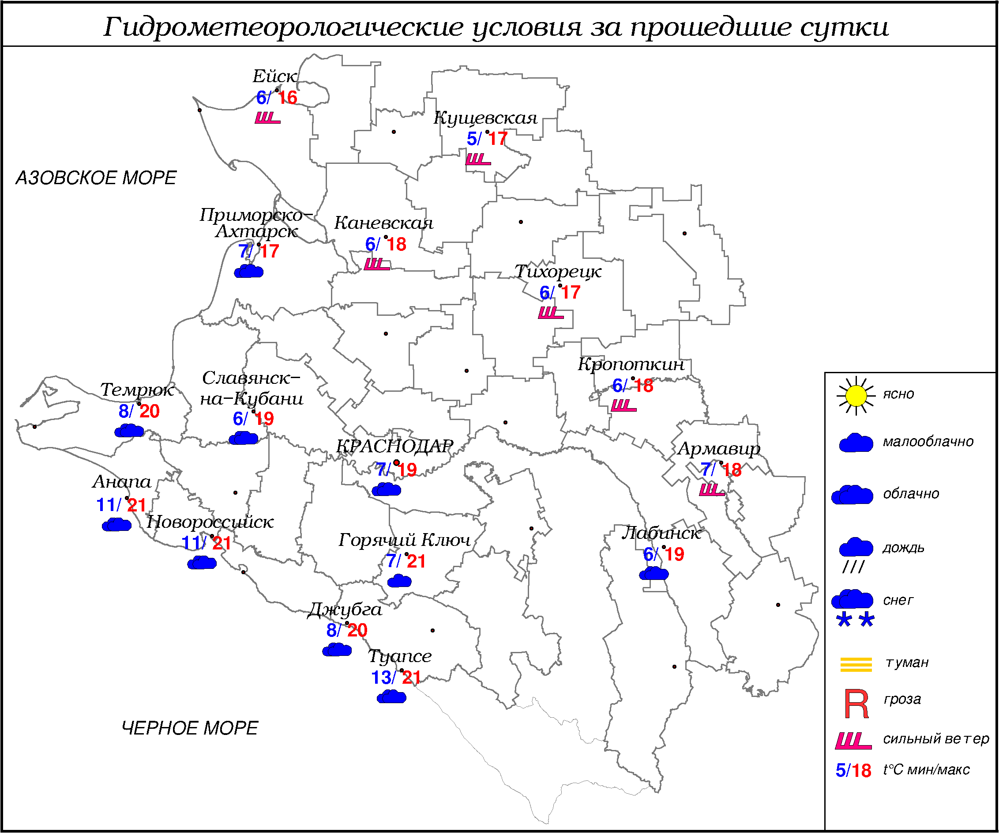 Гидрометеорологические условия за прошедшие сутки
Ейск
6/ 16
Кущевская
5/ 17
АЗОВСКОЕ МОРЕ
Приморско-
Ахтарск
7/ 17
Каневская
6/ 18
Тихорецк
6/ 17
Кропоткин
6/ 18
Славянск-
на-Кубани
6/ 19
Темрюк
8/ 20
КРАСНОДАР
7/ 19
Армавир
7/ 18
Анапа
11/ 21
Новороссийск
11/ 21
Горячий Ключ
7/ 21
Лабинск
6/ 19
Джубга
8/ 20
Туапсе
13/ 21
ЧЕРНОЕ МОРЕ
ясно
малооблачно
облачно
дождь
снег
туман
R гроза
сильный ветер
5/18 t°C мин/макс